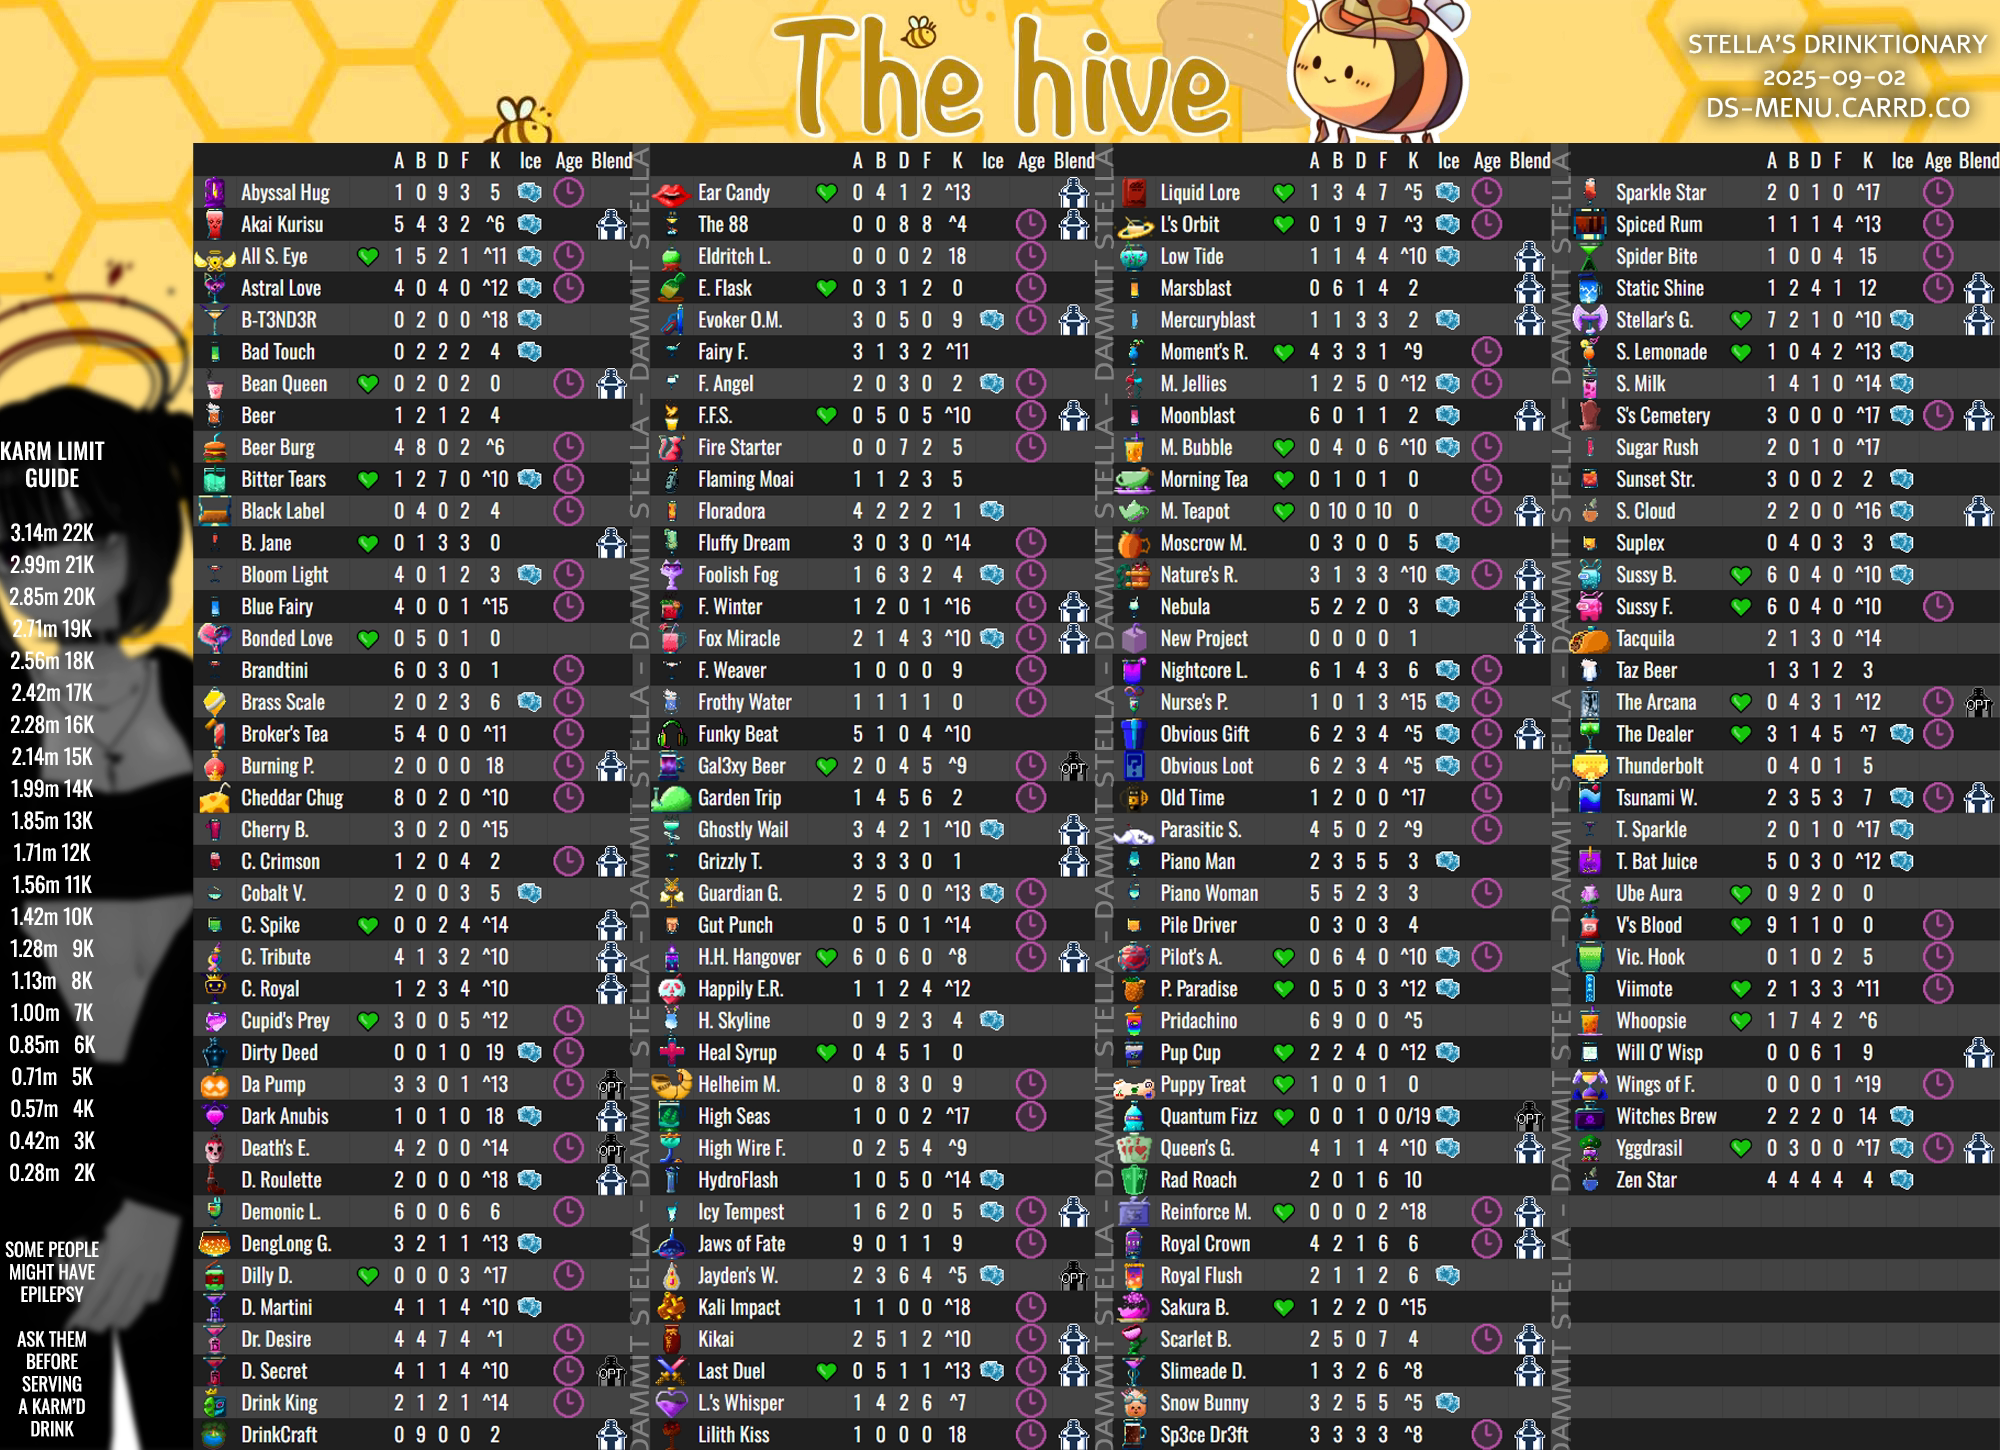 The hive
STELLA'S DRINKTIONARY
2025-09-02
DS-MENU.CARRD.CO
KARM LIMIT
GUIDE
3.14m 22K
2.99m 21K
2.85m 20K
2.71m 19K
2.56m 18K
2.42m 17K
2.28m 16K
2.14m 15K
1.99m 14K
1.85m 13K
1.71m 12K
1.56m 11K
1.42m 10K
1.28m 9K
1.13m 8K
1.00m 7K
0.85m 6K
0.71m 5K
0.57m 4K
0.42m 3K
0.28m 2K
SOME PEOPLE
MIGHT HAVE
EPILEPSY
ASK THEM
BEFORE
SERVING
A KARM'D
DRINK
A B D F K Ice Age Blend
Abyssal Hug 1 0 9 3 5
Akai Kurisu 5 4 3 2 ^6
All S. Eye 1 5 2 1 ^11
Astral Love 4 0 4 0 ^12
B-T3ND3R 0 2 0 0 ^18
Bad Touch 0 2 2 2 4
Bean Queen 0 2 0 2 0
Beer 1 2 1 2 4
Beer Burg 4 8 0 2 ^6
Bitter Tears 1 2 7 0 ^10
Black Label 0 4 0 2 4
B. Jane 0 1 3 3 0
Bloom Light 4 0 1 2 3
Blue Fairy 4 0 0 1 ^15
Bonded Love 0 5 0 1 0
Brandtini 6 0 3 0 1
Brass Scale 2 0 2 3 6
Broker's Tea 5 4 0 0 ^11
Burning P. 2 0 0 0 18
Cheddar Chug 8 0 2 0 ^10
Cherry B. 3 0 2 0 ^15
C. Crimson 1 2 0 4 2
Cobalt V. 2 0 0 3 5
C. Spike 0 0 2 4 ^14
C. Tribute 4 1 3 2 ^10
C. Royal 1 2 3 4 ^10
Cupid's Prey 3 0 0 5 ^12
Dirty Deed 0 0 1 0 19
Da Pump 3 3 0 1 ^13 OPT
Dark Anubis 1 0 1 0 18
Death's E. 4 2 0 0 ^14 OPT
D. Roulette 2 0 0 0 ^18
Demonic L. 6 0 0 6 6
DengLong G. 3 2 1 1 ^13
Dilly D. 0 0 0 3 ^17
D. Martini 4 1 1 4 ^10
Dr. Desire 4 4 7 4 ^1
D. Secret 4 1 1 4 ^10 OPT
Drink King 2 1 2 1 ^14
DrinkCraft 0 9 0 0 2
DAMMIT STELLA - DAMMIT STELLA - DAMMIT STELLA - DAMMIT STELLA
A B D F K Ice Age Blend
Ear Candy 0 4 1 2 ^13
The 88 0 0 8 8 ^4
Eldritch L. 0 0 0 2 18
E. Flask 0 3 1 2 0
Evoker O.M. 3 0 5 0 9
Fairy F. 3 1 3 2 ^11
F. Angel 2 0 3 0 2
F.F.S. 0 5 0 5 ^10
Fire Starter 0 0 7 2 5
Flaming Moai 1 1 2 3 5
Floradora 4 2 2 2 1
Fluffy Dream 3 0 3 0 ^14
Foolish Fog 1 6 3 2 4
F. Winter 1 2 0 1 ^16
Fox Miracle 2 1 4 3 ^10
F. Weaver 1 0 0 0 9
Frothy Water 1 1 1 1 0
Funky Beat 5 1 0 4 ^10
Gal3xy Beer 2 0 4 5 ^9 OPT
Garden Trip 1 4 5 6 2
Ghostly Wail 3 4 2 1 ^10
Grizzly T. 3 3 3 0 1
Guardian G. 2 5 0 0 ^13
Gut Punch 0 5 0 1 ^14
H.H. Hangover 6 0 6 0 ^8
Happily E.R. 1 1 2 4 ^12
H. Skyline 0 9 2 3 4
Heal Syrup 0 4 5 1 0
Helheim M. 0 8 3 0 9
High Seas 1 0 0 2 ^17
High Wire F. 0 2 5 4 ^9
HydroFlash 1 0 5 0 ^14
Icy Tempest 1 6 2 0 5
Jaws of Fate 9 0 1 1 9
Jayden's W. 2 3 6 4 ^5 OPT
Kali Impact 1 1 0 0 ^18
Kikai 2 5 1 2 ^10
Last Duel 0 5 1 1 ^13
L.'s Whisper 1 4 2 6 ^7
Lilith Kiss 1 0 0 0 18
DAMMIT STELLA - DAMMIT STELLA - DAMMIT STELLA - DAMMIT STELLA
A B D F K Ice Age Blend
Liquid Lore 1 3 4 7 ^5
L's Orbit 0 1 9 7 ^3
Low Tide 1 1 4 4 ^10
Marsblast 0 6 1 4 2
Mercuryblast 1 1 3 3 2
Moment's R. 4 3 3 1 ^9
M. Jellies 1 2 5 0 ^12
Moonblast 6 0 1 1 2
M. Bubble 0 4 0 6 ^10
Morning Tea 0 1 0 1 0
M. Teapot 0 10 0 10 0
Moscrow M. 0 3 0 0 5
Nature's R. 3 1 3 3 ^10
Nebula 5 2 2 0 3
New Project 0 0 0 0 1
Nightcore L. 6 1 4 3 6
Nurse's P. 1 0 1 3 ^15
Obvious Gift 6 2 3 4 ^5
Obvious Loot 6 2 3 4 ^5
Old Time 1 2 0 0 ^17
Parasitic S. 4 5 0 2 ^9
Piano Man 2 3 5 5 3
Piano Woman 5 5 2 3 3
Pile Driver 0 3 0 3 4
Pilot's A. 0 6 4 0 ^10
P. Paradise 0 5 0 3 ^12
Pridachino 6 9 0 0 ^5
Pup Cup 2 2 4 0 ^12
Puppy Treat 1 0 0 1 0
Quantum Fizz 0 0 1 0 0/19 OPT
Queen's G. 4 1 1 4 ^10
Rad Roach 2 0 1 6 10
Reinforce M. 0 0 0 2 ^18
Royal Crown 4 2 1 6 6
Royal Flush 2 1 1 2 6
Sakura B. 1 2 2 0 ^15
Scarlet B. 2 5 0 7 4
Slimeade D. 1 3 2 6 ^8
Snow Bunny 3 2 5 5 ^5
Sp3ce Dr3ft 3 3 3 3 ^8
DAMMIT STELLA - DAMMIT STELLA - DAMMIT STELLA - DAMMIT STELLA
A B D F K Ice Age Blend
Sparkle Star 2 0 1 0 ^17
Spiced Rum 1 1 1 4 ^13
Spider Bite 1 0 0 4 15
Static Shine 1 2 4 1 12
Stellar's G. 7 2 1 0 ^10
S. Lemonade 1 0 4 2 ^13
S. Milk 1 4 1 0 ^14
S's Cemetery 3 0 0 0 ^17
Sugar Rush 2 0 1 0 ^17
Sunset Str. 3 0 0 2 2
S. Cloud 2 2 0 0 ^16
Suplex 0 4 0 3 3
Sussy B. 6 0 4 0 ^10
Sussy F. 6 0 4 0 ^10
Tacquila 2 1 3 0 ^14
Taz Beer 1 3 1 2 3
The Arcana 0 4 3 1 ^12 OPT
The Dealer 3 1 4 5 ^7
Thunderbolt 0 4 0 1 5
Tsunami W. 2 3 5 3 7
T. Sparkle 2 0 1 0 ^17
T. Bat Juice 5 0 3 0 ^12
Ube Aura 0 9 2 0 0
V's Blood 9 1 1 0 0
Vic. Hook 0 1 0 2 5
Viimote 2 1 3 3 ^11
Whoopsie 1 7 4 2 ^6
Will O' Wisp 0 0 6 1 9
Wings of F. 0 0 0 1 ^19
Witches Brew 2 2 2 0 14
Yggdrasil 0 3 0 0 ^17
Zen Star 4 4 4 4 4